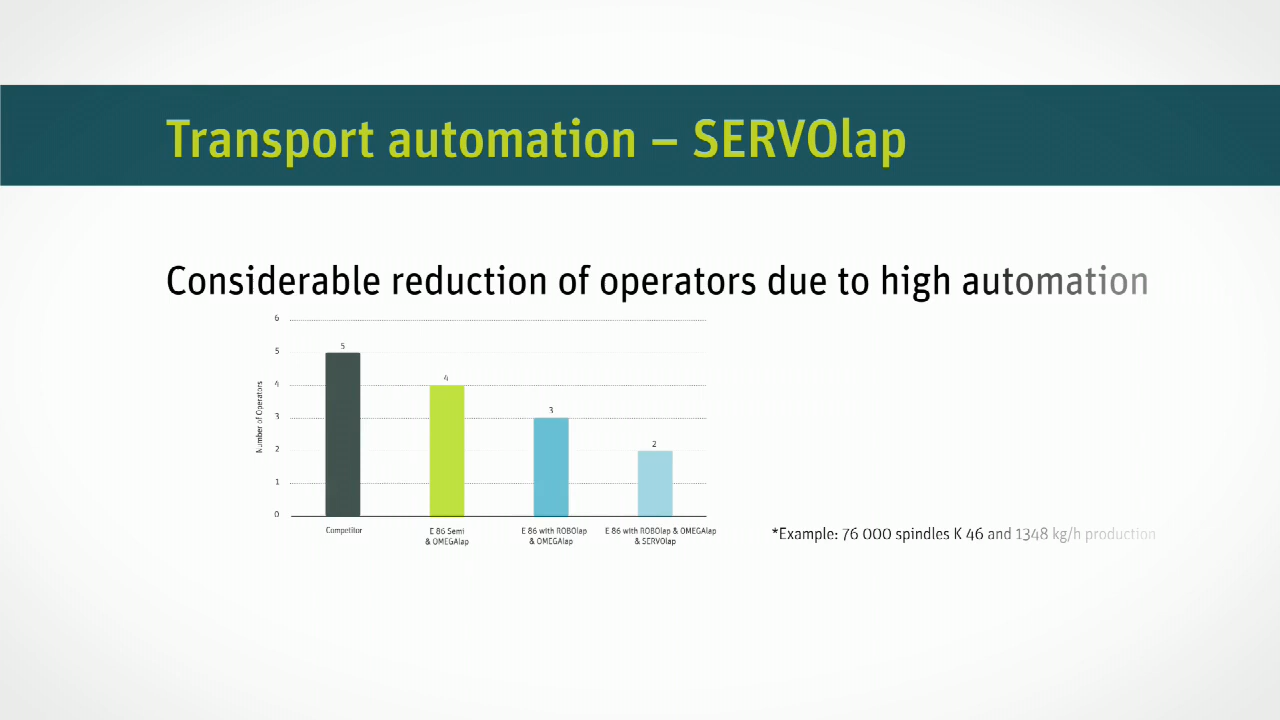 Transport automation – SERVOlap
Considerable reduction of operators due to high automation
6
5
4
3
2
1
0
Number of Operators
5
4
3
2
Competitor
E 86 Semi
& OMEGAlap
E 86 with ROBOlap
& OMEGAlap
E 86 with ROBOlap & OMEGAlap
& SERVOlap
*Example: 76 000 spindles K 46 and 1348 kg/h production